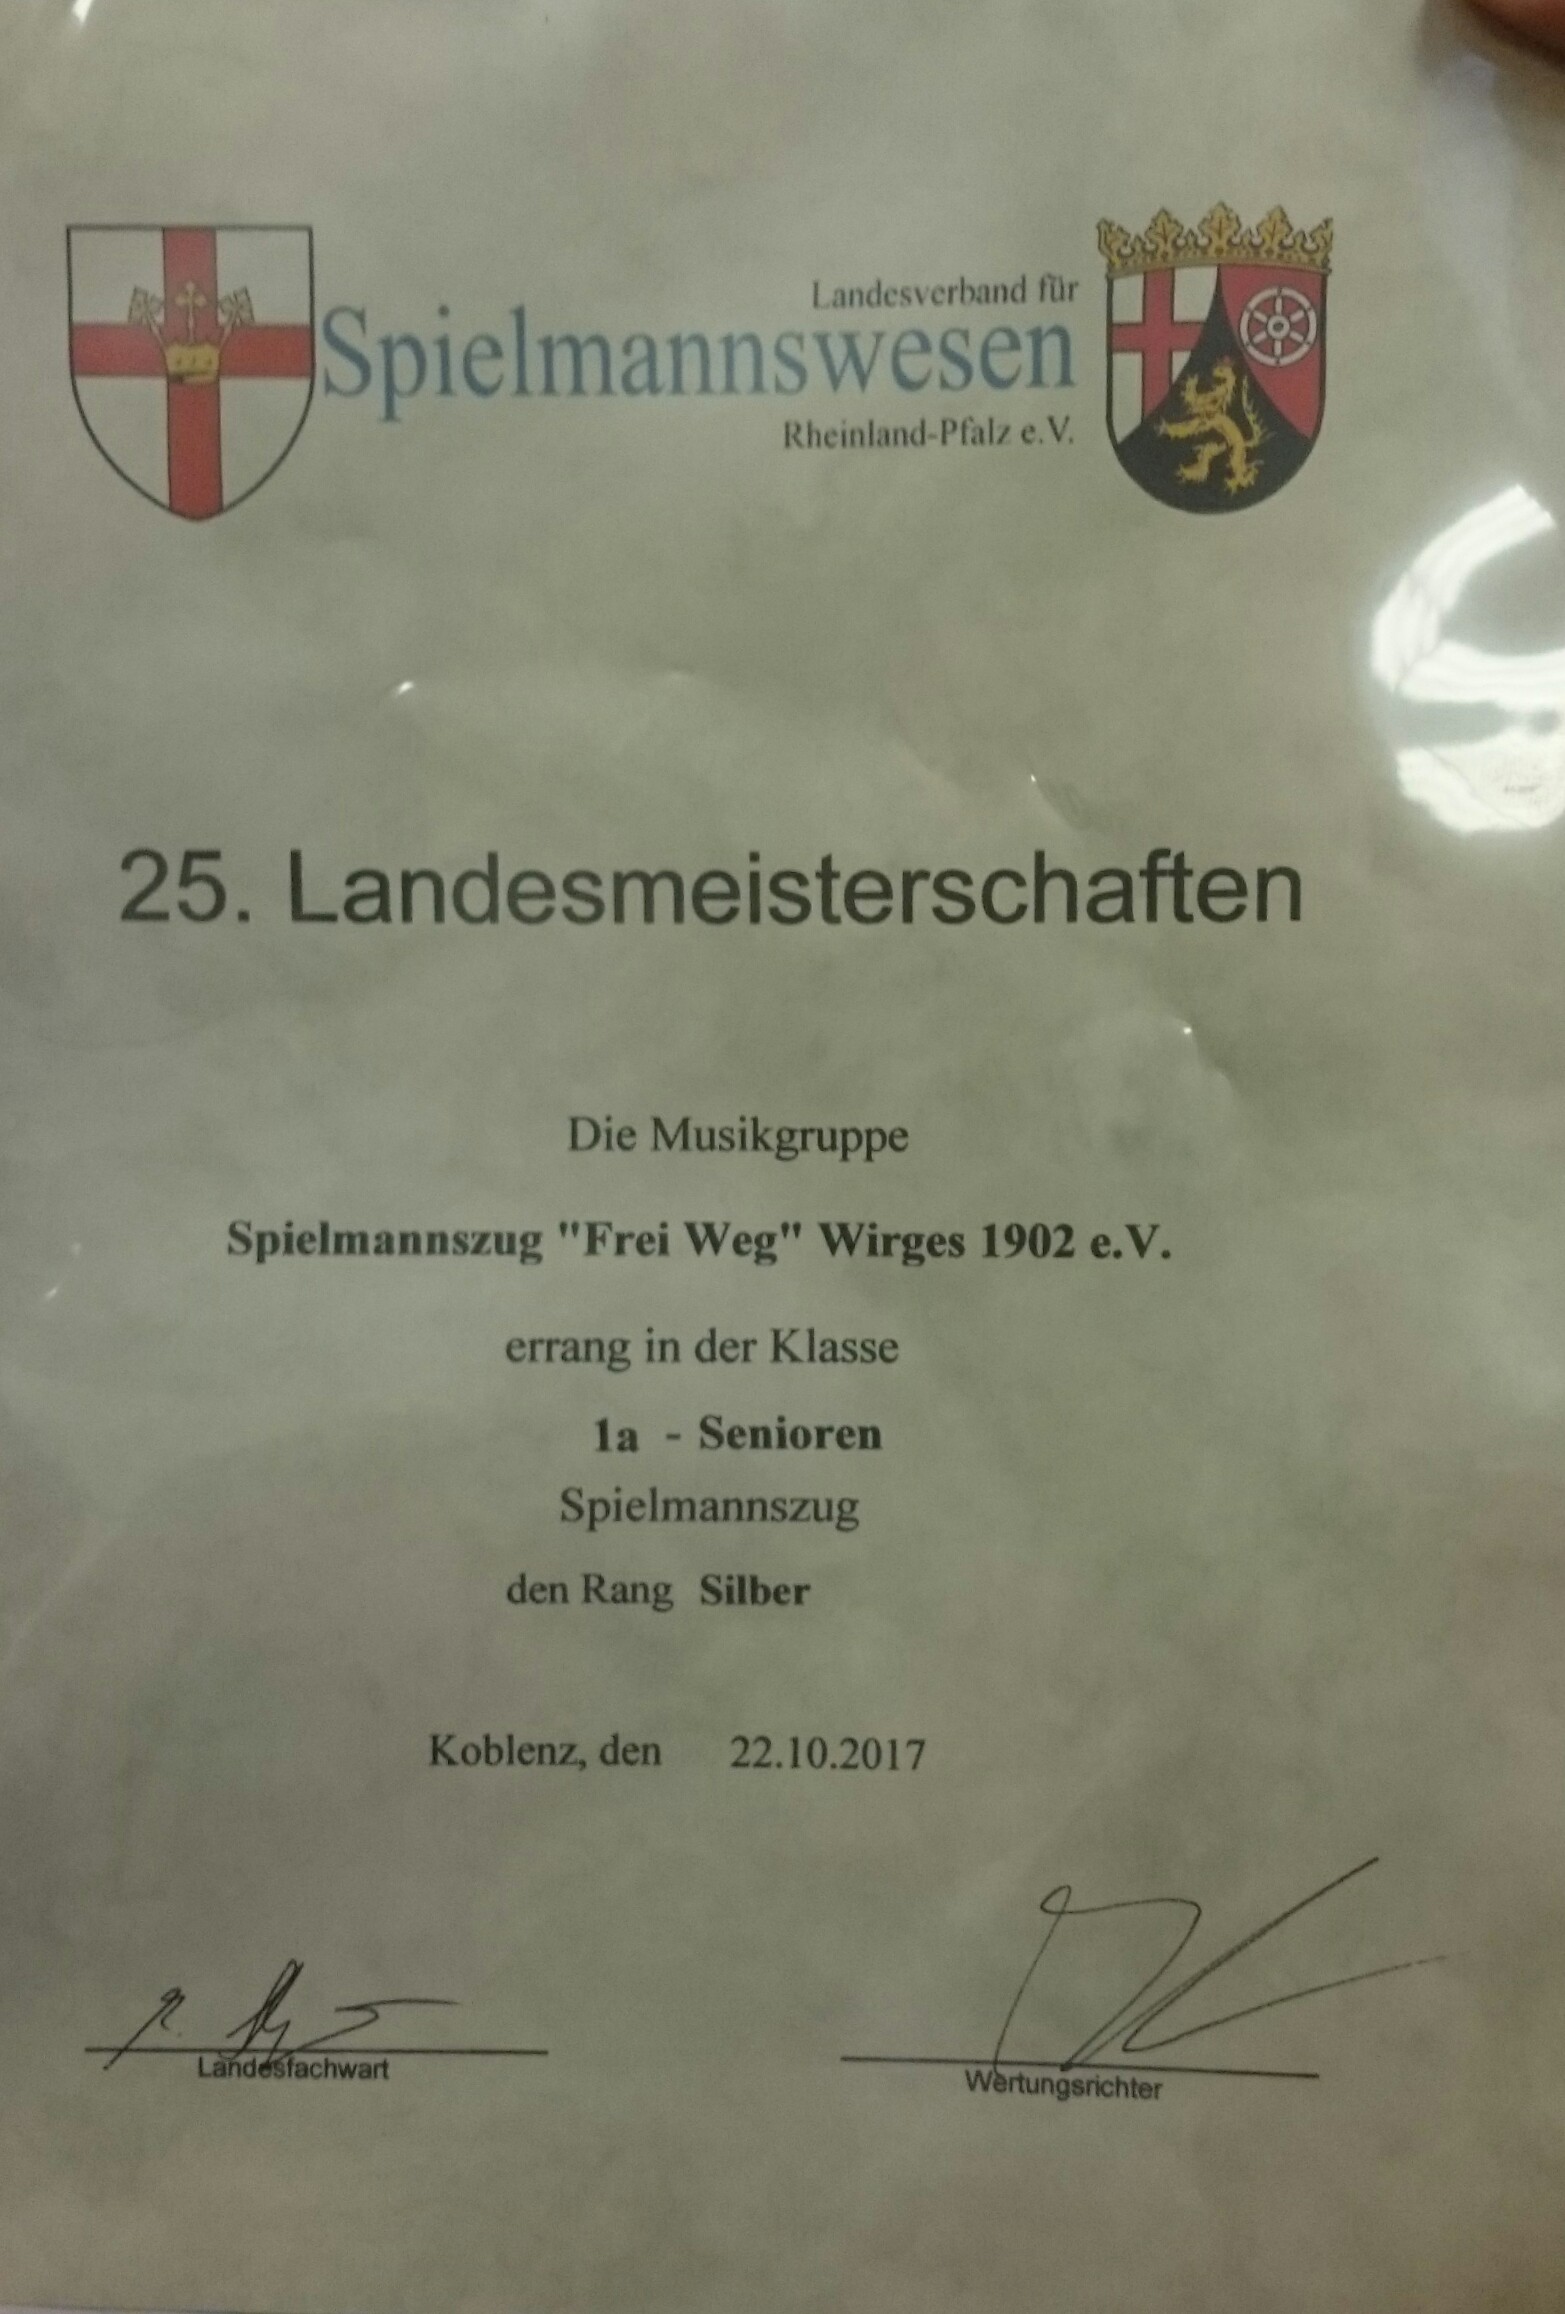 Landesverband für
Spielmannswesen
Rheinland-Pfalz e.V.
25. Landesmeisterschaften
Die Musikgruppe
Spielmannszug "Frei Weg" Wirges 1902 e.V.
errang in der Klasse
1a - Senioren
Spielmannszug
den Rang Silber
Koblenz, den 22.10.2017
Landesfachwart
Wertungsrichter